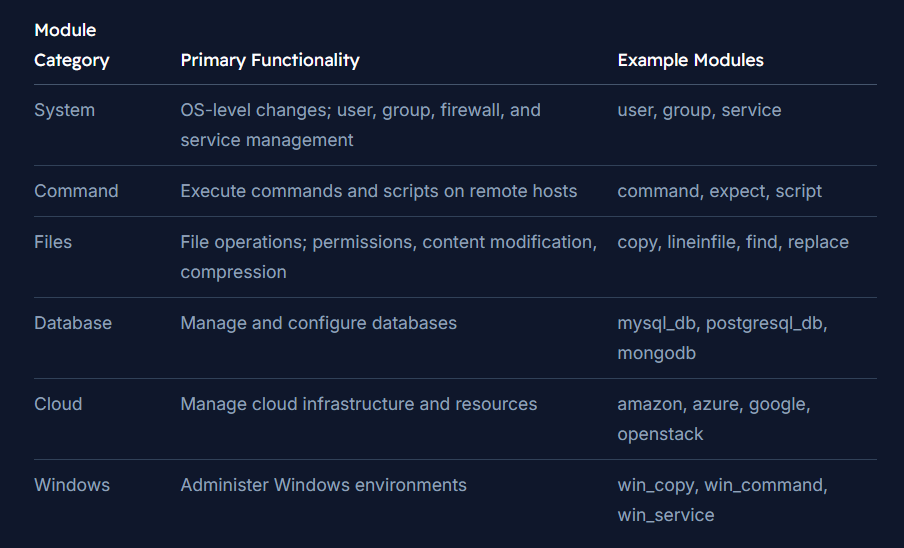 Module
Category Primary Functionality Example Modules
System OS-level changes; user, group, firewall, and user, group, service
service management
Command Execute commands and scripts on remote hosts command, expect, script
Files File operations; permissions, content modification, copy, lineinfile, find, replace
compression
Database Manage and configure databases mysql_db, postgresql_db,
mongodb
Cloud Manage cloud infrastructure and resources amazon, azure, google,
openstack
Windows Administer Windows environments win_copy, win_command,
win_service